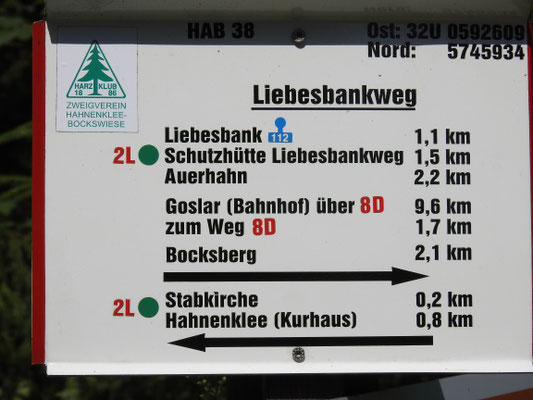 HAB 38
Ost: 32U 0592609
Nord: 5745934
HARZ KLUB
18 86
ZWEIGVEREIN
HAHNENKLEE-
BOCKSWIESE
Liebesbankweg
Liebesbank 112 1,1 km
2L Schutzhütte Liebesbankweg 1,5 km
Auerhahn 2,2 km
Goslar (Bahnhof) über 8D 9,6 km
zum Weg 8D 1,7 km
Bocksberg 2,1 km
2L Stabkirche 0,2 km
Hahnenklee (Kurhaus) 0,8 km